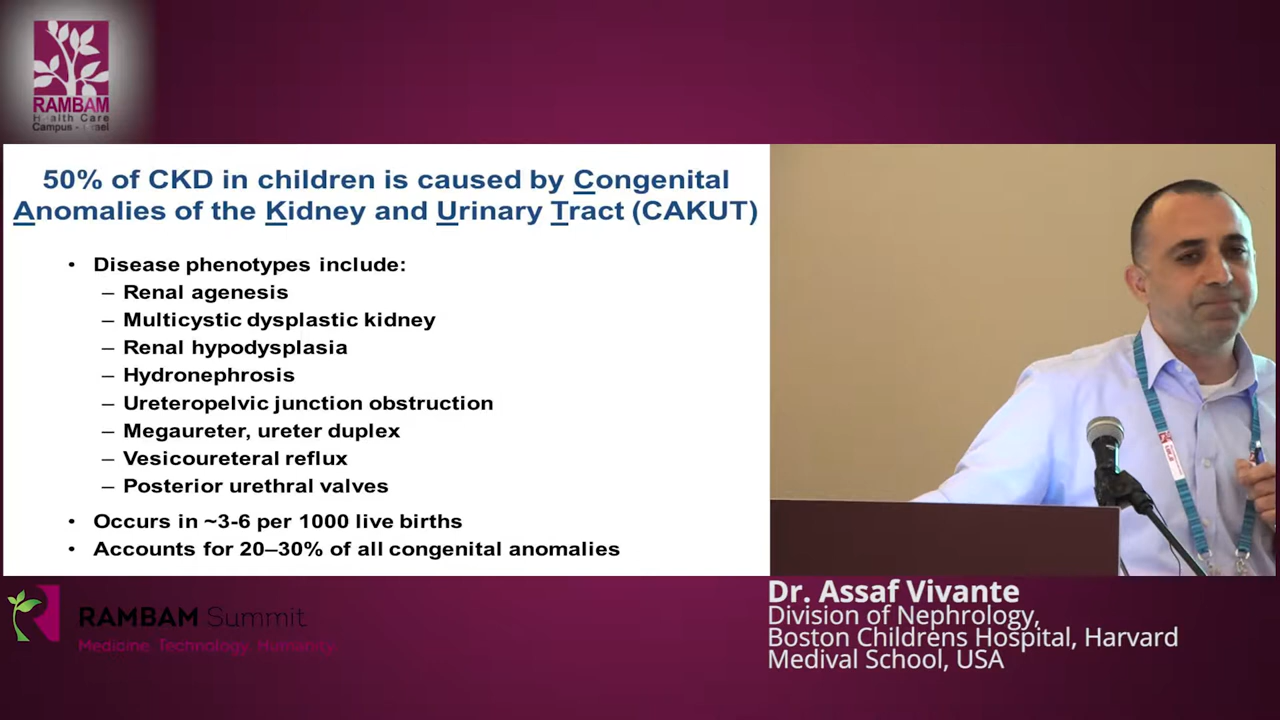 RAMBAM
Health Care
Campus - Israel
50% of CKD in children is caused by Congenital
Anomalies of the Kidney and Urinary Tract (CAKUT)
• Disease phenotypes include:
– Renal agenesis
– Multicystic dysplastic kidney
– Renal hypodysplasia
– Hydronephrosis
– Ureteropelvic junction obstruction
– Megaureter, ureter duplex
– Vesicoureteral reflux
– Posterior urethral valves
• Occurs in ~3-6 per 1000 live births
• Accounts for 20–30% of all congenital anomalies
RAMBAM Summit
Medicine. Technology. Humanity.
Dr. Assaf Vivante
Division of Nephrology,
Boston Childrens Hospital, Harvard
Medival School, USA